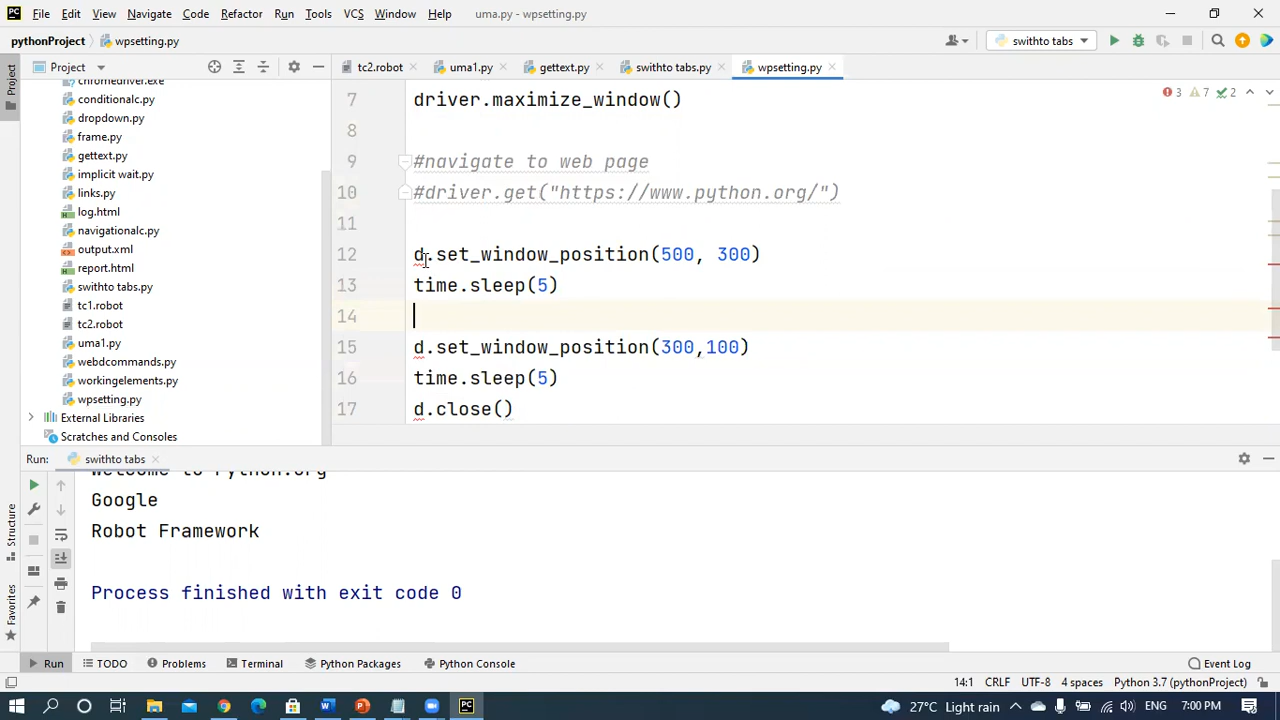 PC File Edit View Navigate Code Refactor Run Tools VCS Window Help uma.py - wpsetting.py
pythonProject wpsetting.py swithto tabs
Project tc2.robot uma1.py gettext.py swithto tabs.py wpsetting.py
Project
chromedriver.exe
conditionalc.py
dropdown.py
frame.py
gettext.py
implicit wait.py
links.py
log.html
navigationalc.py
output.xml
report.html
swithto tabs.py
tc1.robot
tc2.robot
uma1.py
webdcommands.py
workingelements.py
wpsetting.py
External Libraries
Scratches and Consoles
3 7 2
7 driver.maximize_window()
8
9 #navigate to web page
10 #driver.get("https://www.python.org/")
11
12 d.set_window_position(500, 300)
13 time.sleep(5)
14
15 d.set_window_position(300,100)
16 time.sleep(5)
17 d.close()
Run: swithto tabs
Welcome to Python.org
Google
Robot Framework
Process finished with exit code 0
Structure
Favorites
Run TODO Problems Terminal Python Packages Python Console Event Log
14:1 CRLF UTF-8 4 spaces Python 3.7 (pythonProject)
27°C Light rain 7:00 PM